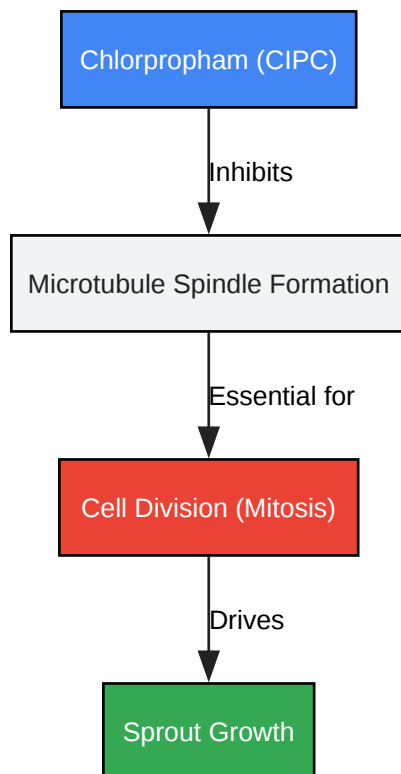 Chlorpropham (CIPC)
Inhibits
Microtubule Spindle Formation
Essential for
Cell Division (Mitosis)
Drives
Sprout Growth